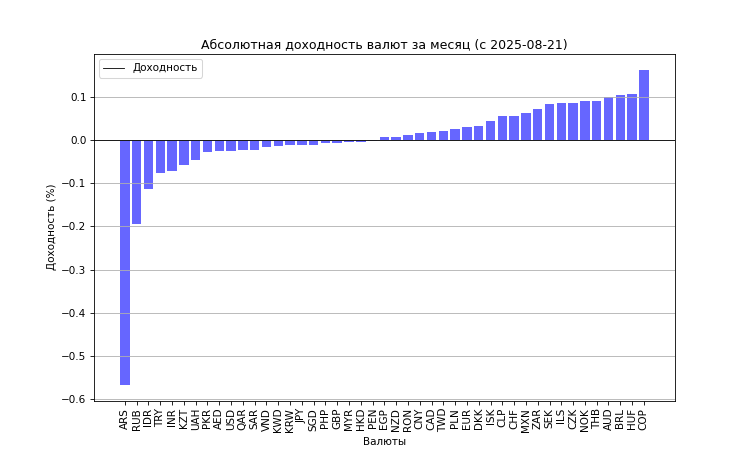 Абсолютная доходность валют за месяц (с 2025-08-21)
Доходность
Доходность (%)
0.1
0.0
−0.1
−0.2
−0.3
−0.4
−0.5
−0.6
ARS RUB IDR TRY INR KZT UAH PKR AED USD QAR SAR VND KWD KRW JPY SGD PHP GBP MYR HKD PEN EGP NZD RON CNY CAD TWD PLN EUR DKK ISK CLP CHF MXN ZAR SEK ILS CZK NOK THB AUD BRL HUF COP
Валюты